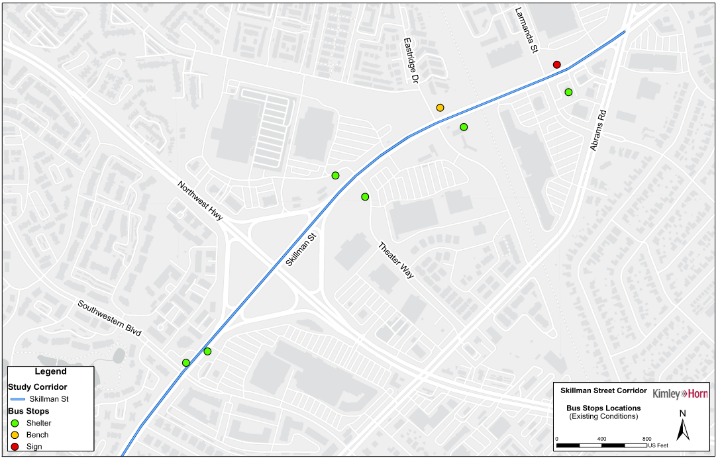 Larmanda St
Eastridge Dr
Abrams Rd
Northwest Hwy
Skillman St
Theater Way
Southwestern Blvd
Legend
Study Corridor
Skillman St
Bus Stops
Shelter
Bench
Sign
Skillman Street Corridor
Kimley»Horn
Bus Stops Locations
(Existing Conditions)
N
0 400 800
US Feet